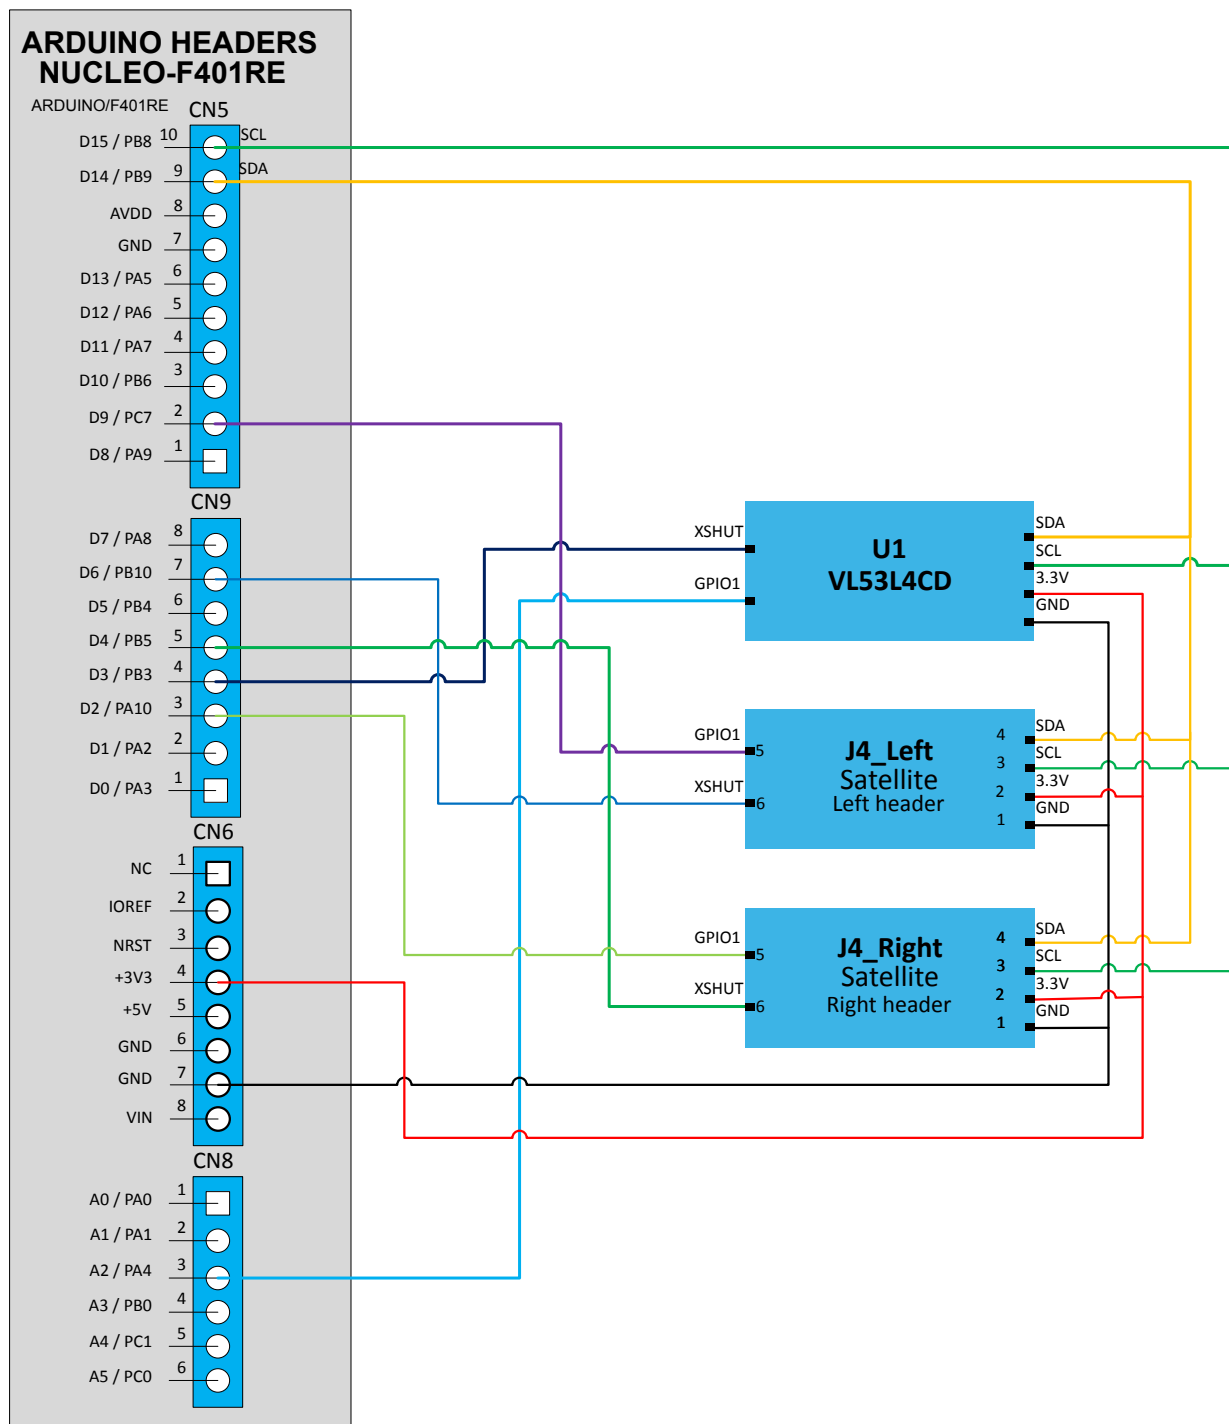 ARDUINO HEADERS
NUCLEO-F401RE
ARDUINO/F401RE
CN5
D15 / PB8 10 SCL
D14 / PB9 9 SDA
AVDD 8
GND 7
D13 / PA5 6
D12 / PA6 5
D11 / PA7 4
D10 / PB6 3
D9 / PC7 2
D8 / PA9 1
CN9
D7 / PA8 8
D6 / PB10 7
D5 / PB4 6
D4 / PB5 5
D3 / PB3 4
D2 / PA10 3
D1 / PA2 2
D0 / PA3 1
CN6
NC 1
IOREF 2
NRST 3
+3V3 4
+5V 5
GND 6
GND 7
VIN 8
CN8
A0 / PA0 1
A1 / PA1 2
A2 / PA4 3
A3 / PB0 4
A4 / PC1 5
A5 / PC0 6
XSHUT
GPIO1
U1
VL53L4CD
SDA
SCL
3.3V
GND
GPIO1
5
XSHUT
6
J4_Left
Satellite
Left header
4 SDA
3 SCL
2 3.3V
1 GND
GPIO1
5
XSHUT
6
J4_Right
Satellite
Right header
4 SDA
3 SCL
2 3.3V
1 GND